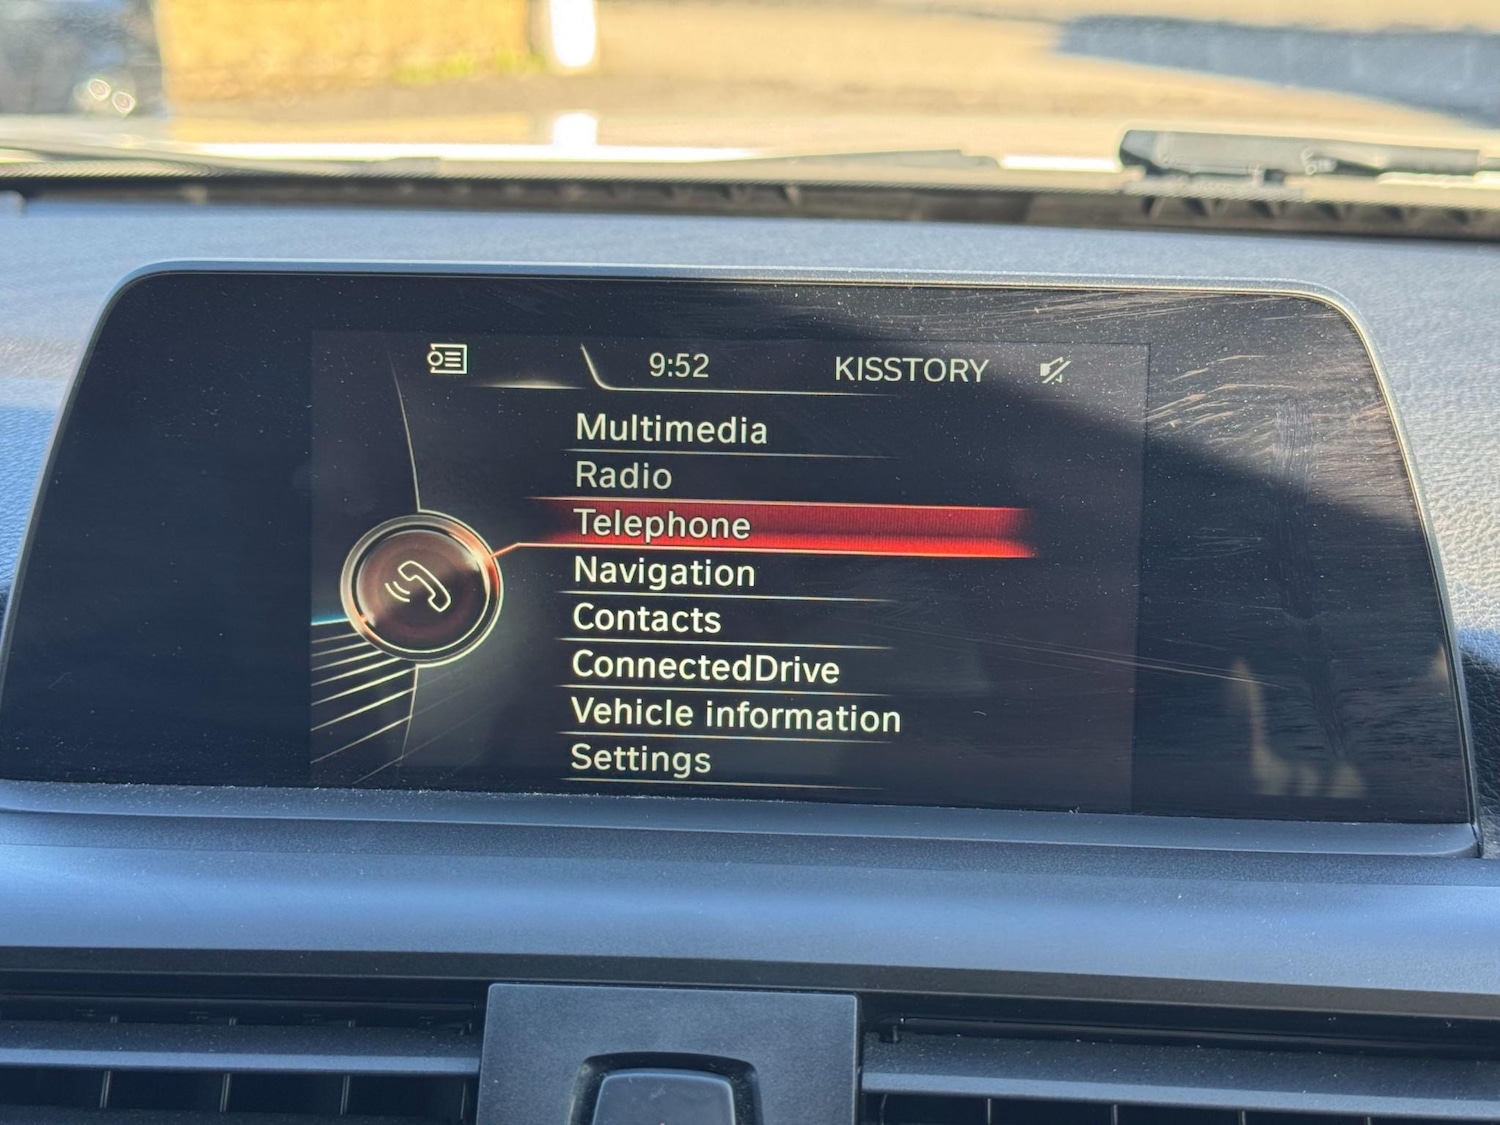 9:52 KISSTORY
Multimedia
Radio
Telephone
Navigation
Contacts
ConnectedDrive
Vehicle information
Settings